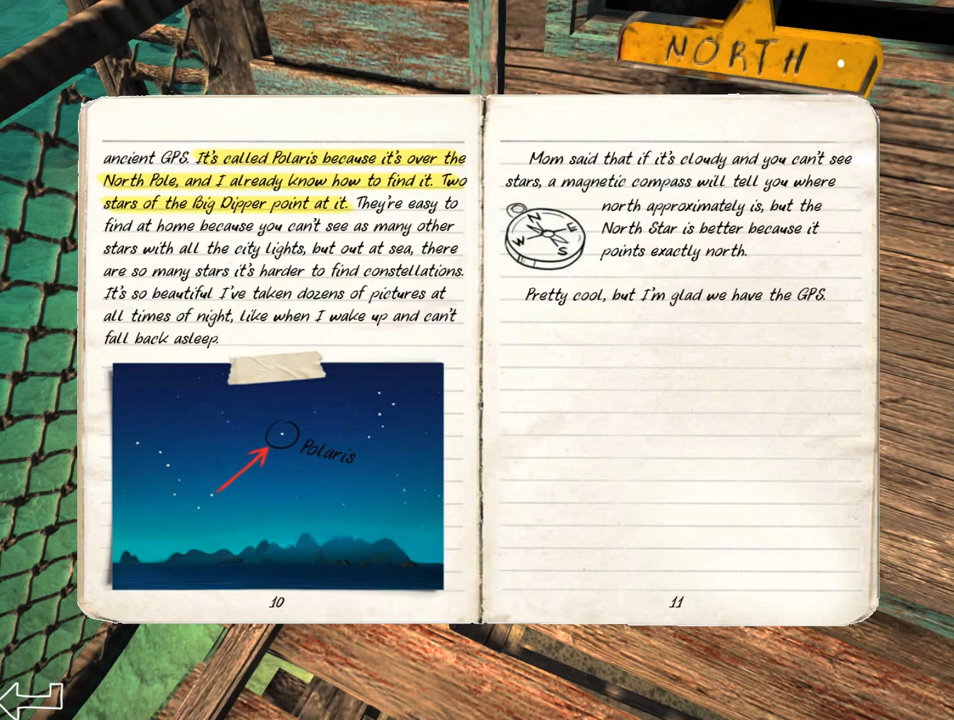 NORTH
ancient GPS. It's called Polaris because it's over the
North Pole, and I already know how to find it. Two
stars of the Big Dipper point at it. They're easy to
find at home because you can't see as many other
stars with all the city lights, but out at sea, there
are so many stars it's harder to find constellations.
It's so beautiful I've taken dozens of pictures at
all times of night, like when I wake up and can't
fall back asleep.
Polaris
10
Mom said that if it's cloudy and you can't see
stars, a magnetic compass will tell you where
north approximately is, but the
North Star is better because it
points exactly north.
N
E
W
S
Pretty cool, but I'm glad we have the GPS.
11